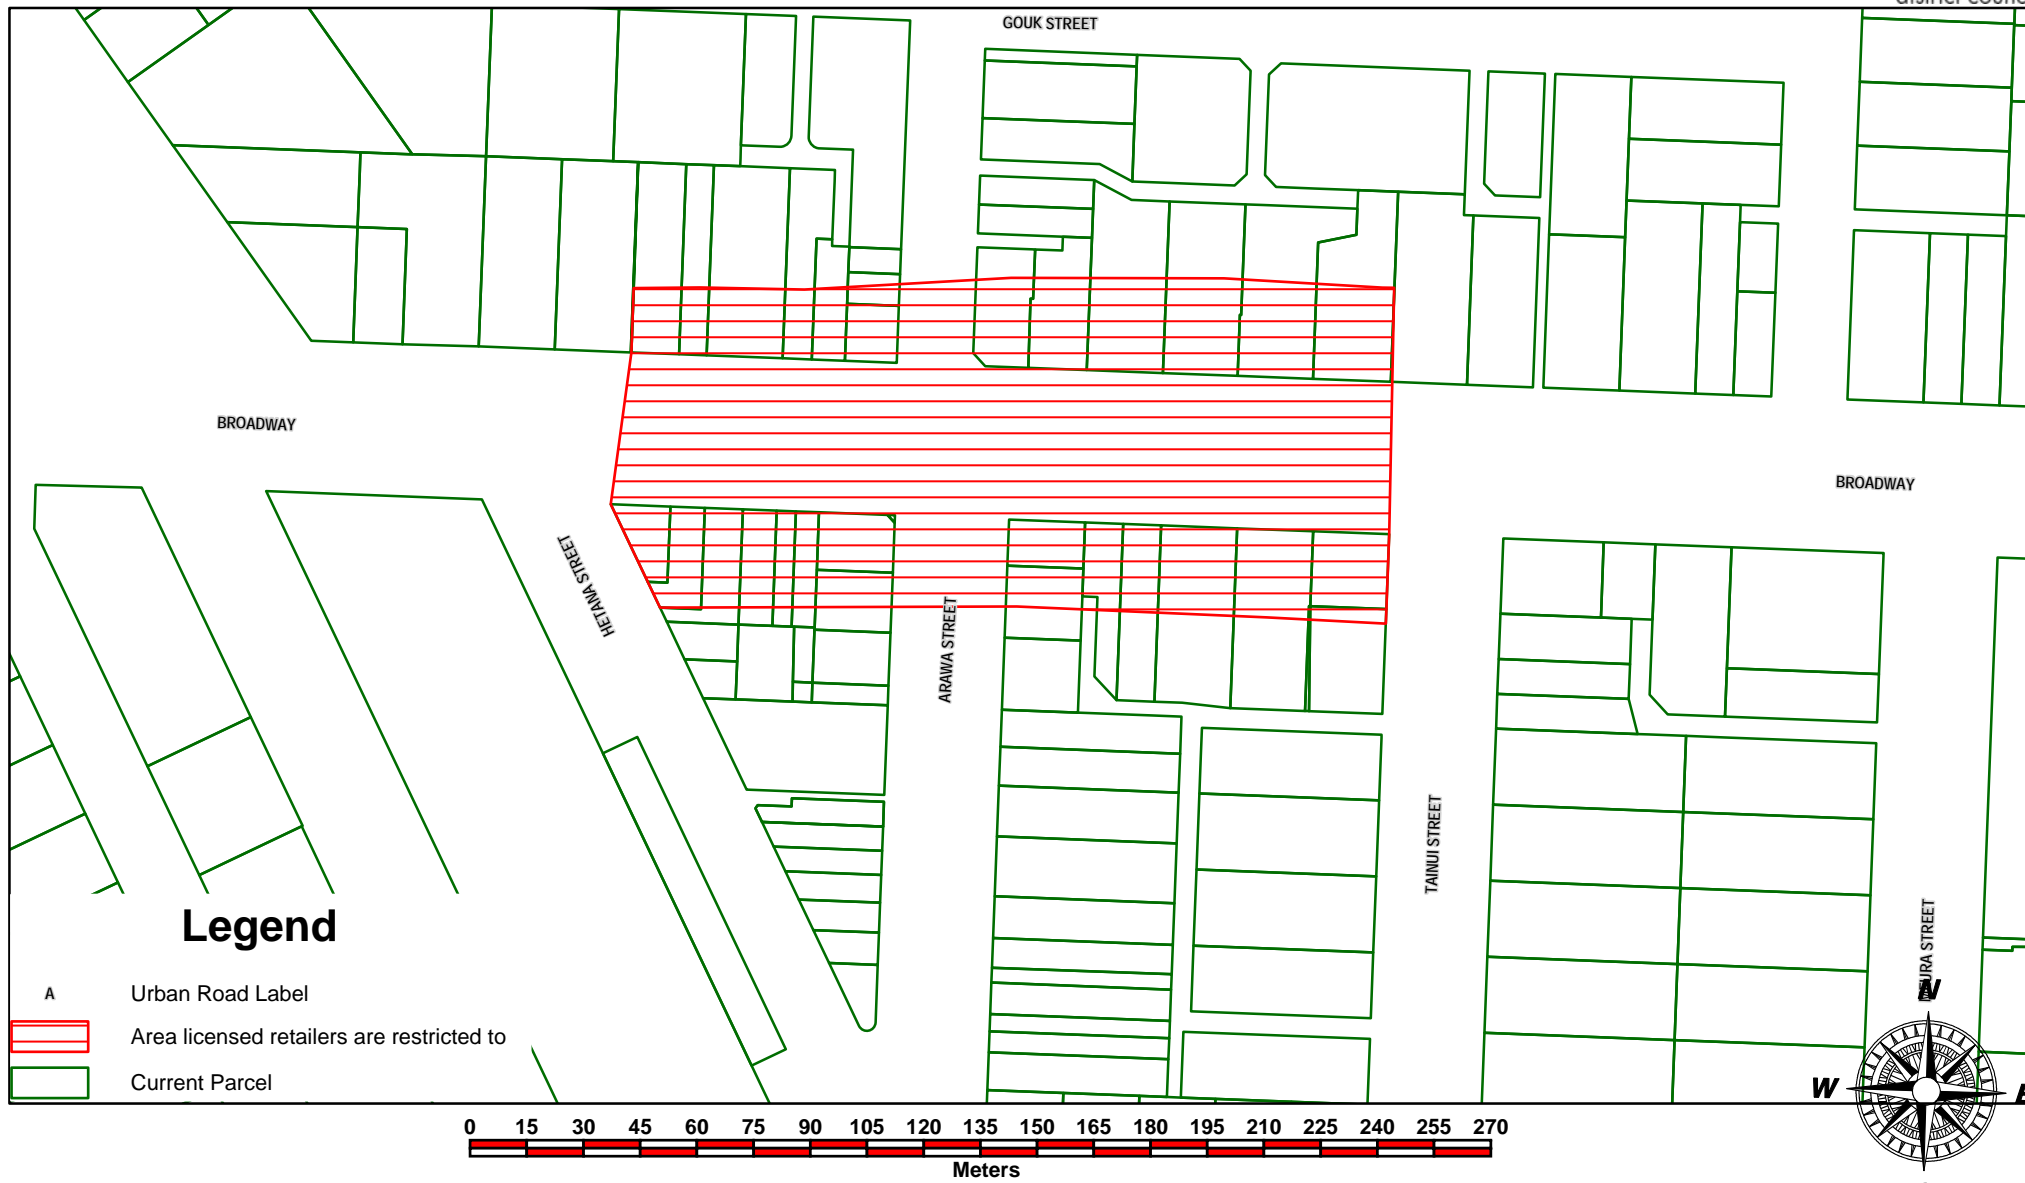 GOUK STREET
BROADWAY
BROADWAY
HETANA STREET
ARAWA STREET
TAINUI STREET
STREET
Legend
A Urban Road Label
Area licensed retailers are restricted to
Current Parcel
N
W
0 15 30 45 60 75 90 105 120 135 150 165 180 195 210 225 240 255 270
Meters